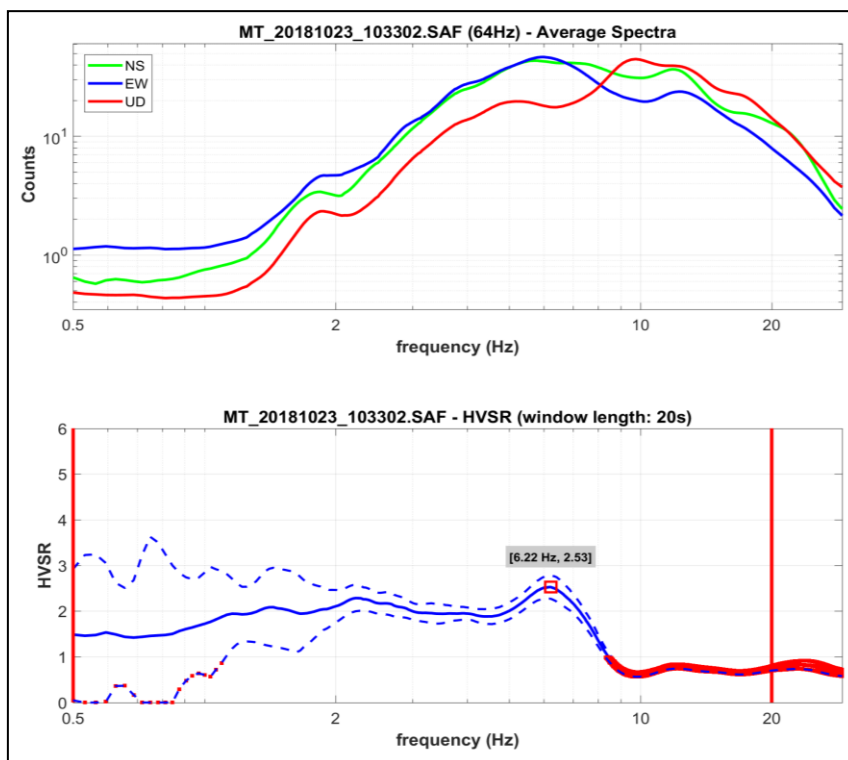 MT_20181023_103302.SAF (64Hz) - Average Spectra
NS
EW
UD
10^1
10^0
Counts
0.5 2 10 20
frequency (Hz)
MT_20181023_103302.SAF - HVSR (window length: 20s)
6
5
4
3
2
1
0
HVSR
[6.22 Hz, 2.53]
0.5 2 10 20
frequency (Hz)